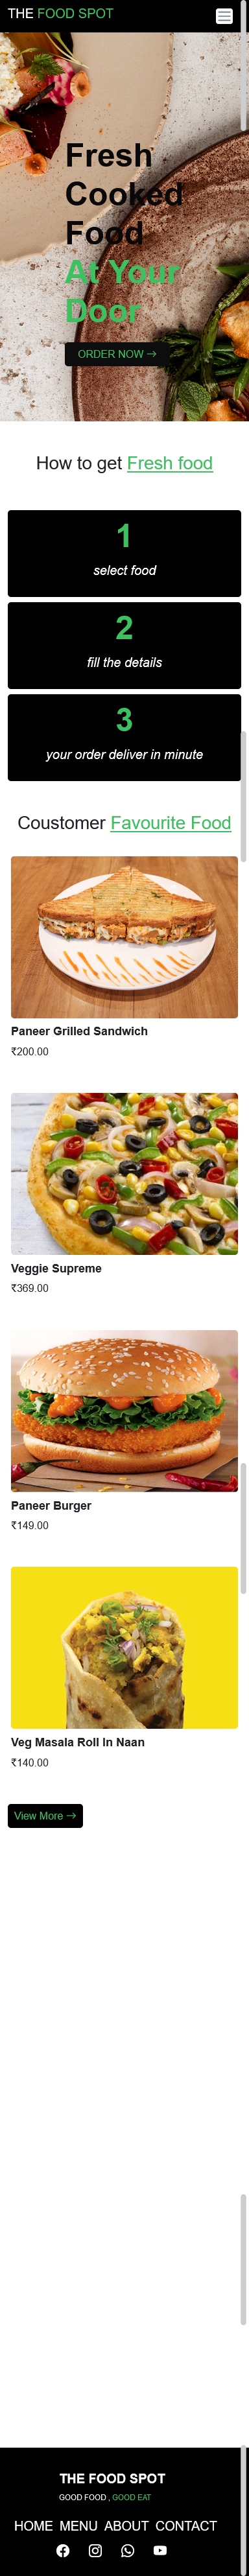 THE FOOD SPOT
Fresh
Cooked
Food
At Your
Door
ORDER NOW →
How to get Fresh food
1
select food
2
fill the details
3
your order deliver in minute
Coustomer Favourite Food
Paneer Grilled Sandwich
₹200.00
Veggie Supreme
₹369.00
Paneer Burger
₹149.00
Veg Masala Roll In Naan
₹140.00
View More →
THE FOOD SPOT
GOOD FOOD , GOOD EAT
HOME MENU ABOUT CONTACT